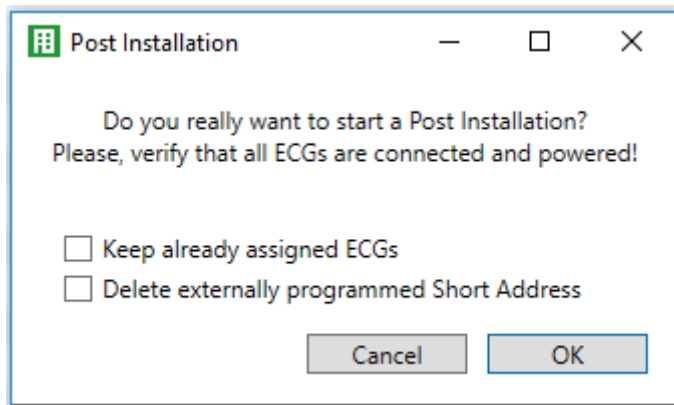 Post Installation
Do you really want to start a Post Installation?
Please, verify that all ECGs are connected and powered!
Keep already assigned ECGs
Delete externally programmed Short Address
Cancel
OK